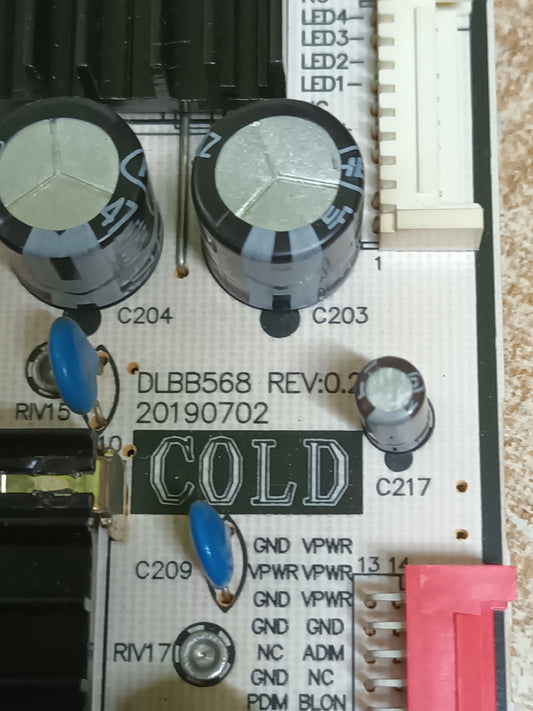 LED4-
LED3-
LED2-
LED1-
47
1
C204
C203
DLBB568 REV:0.2
RIV15
20190702
10
COLD
C217
C209
GND VPWR
VPWR VPWR 13 14
GND VPWR
GND GND
RIV17 NC ADIM
GND NC
PDIM BLON